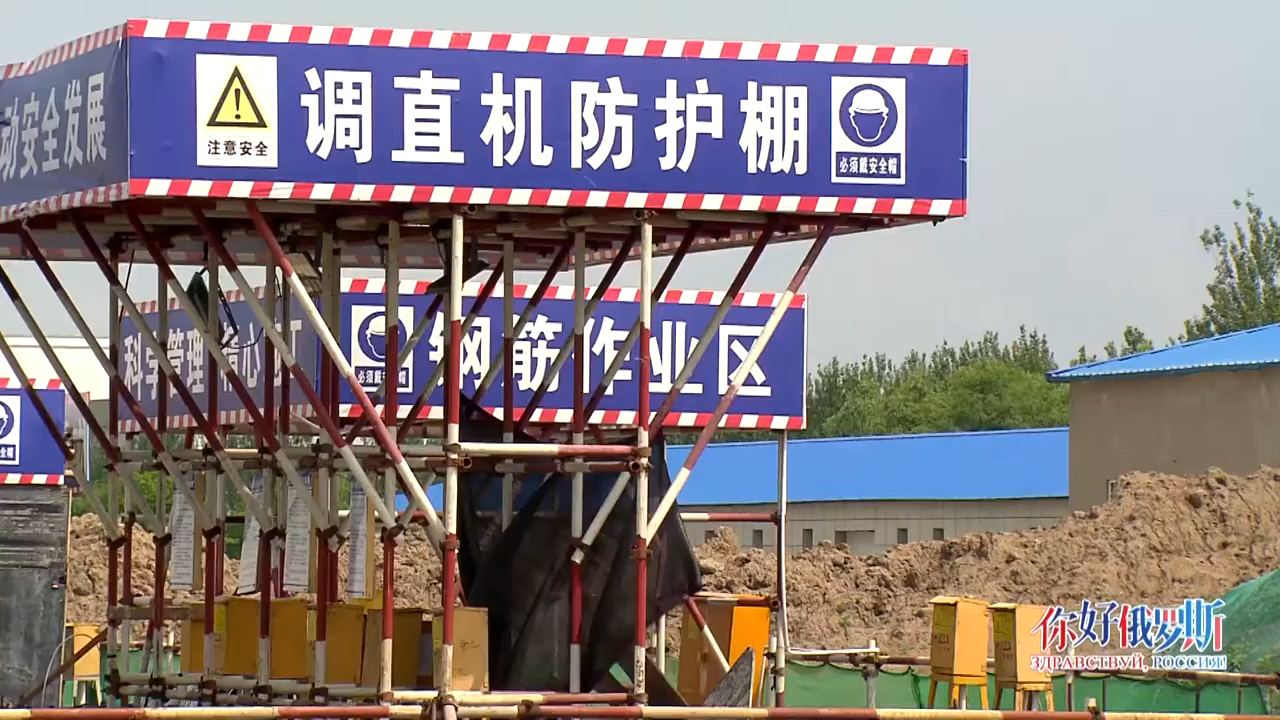 动安全发展
注意安全
调直机防护棚
必须戴安全帽
科学管理
必须戴安全帽
钢筋作业区
全帽
你好俄罗斯
ЗДРАВСТВУЙ, РОССИЯ!